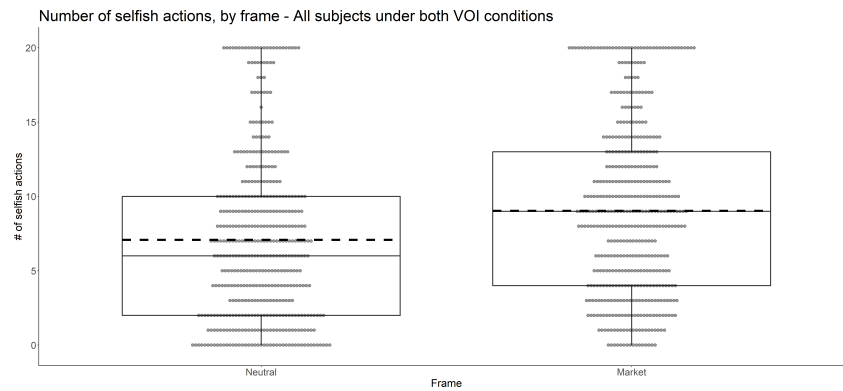 Number of selfish actions, by frame - All subjects under both VOI conditions
# of selfish actions
20
15
10
5
0
Neutral
Market
Frame